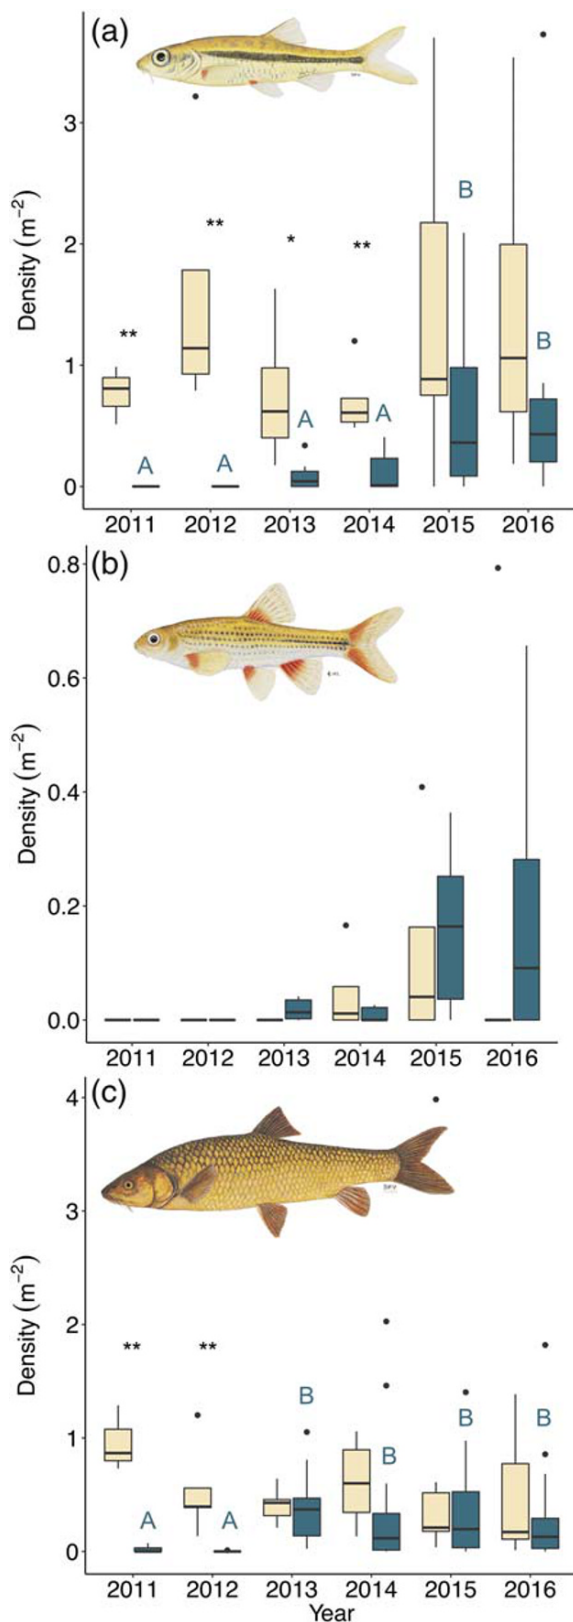 (a)
Density (m⁻²)
3
2
1
0
** ** * **
A A A A B B
2011 2012 2013 2014 2015 2016
(b)
Density (m⁻²)
0.8
0.6
0.4
0.2
0.0
2011 2012 2013 2014 2015 2016
(c)
Density (m⁻²)
4
3
2
1
0
** **
A A B B B B
2011 2012 2013 2014 2015 2016
Year